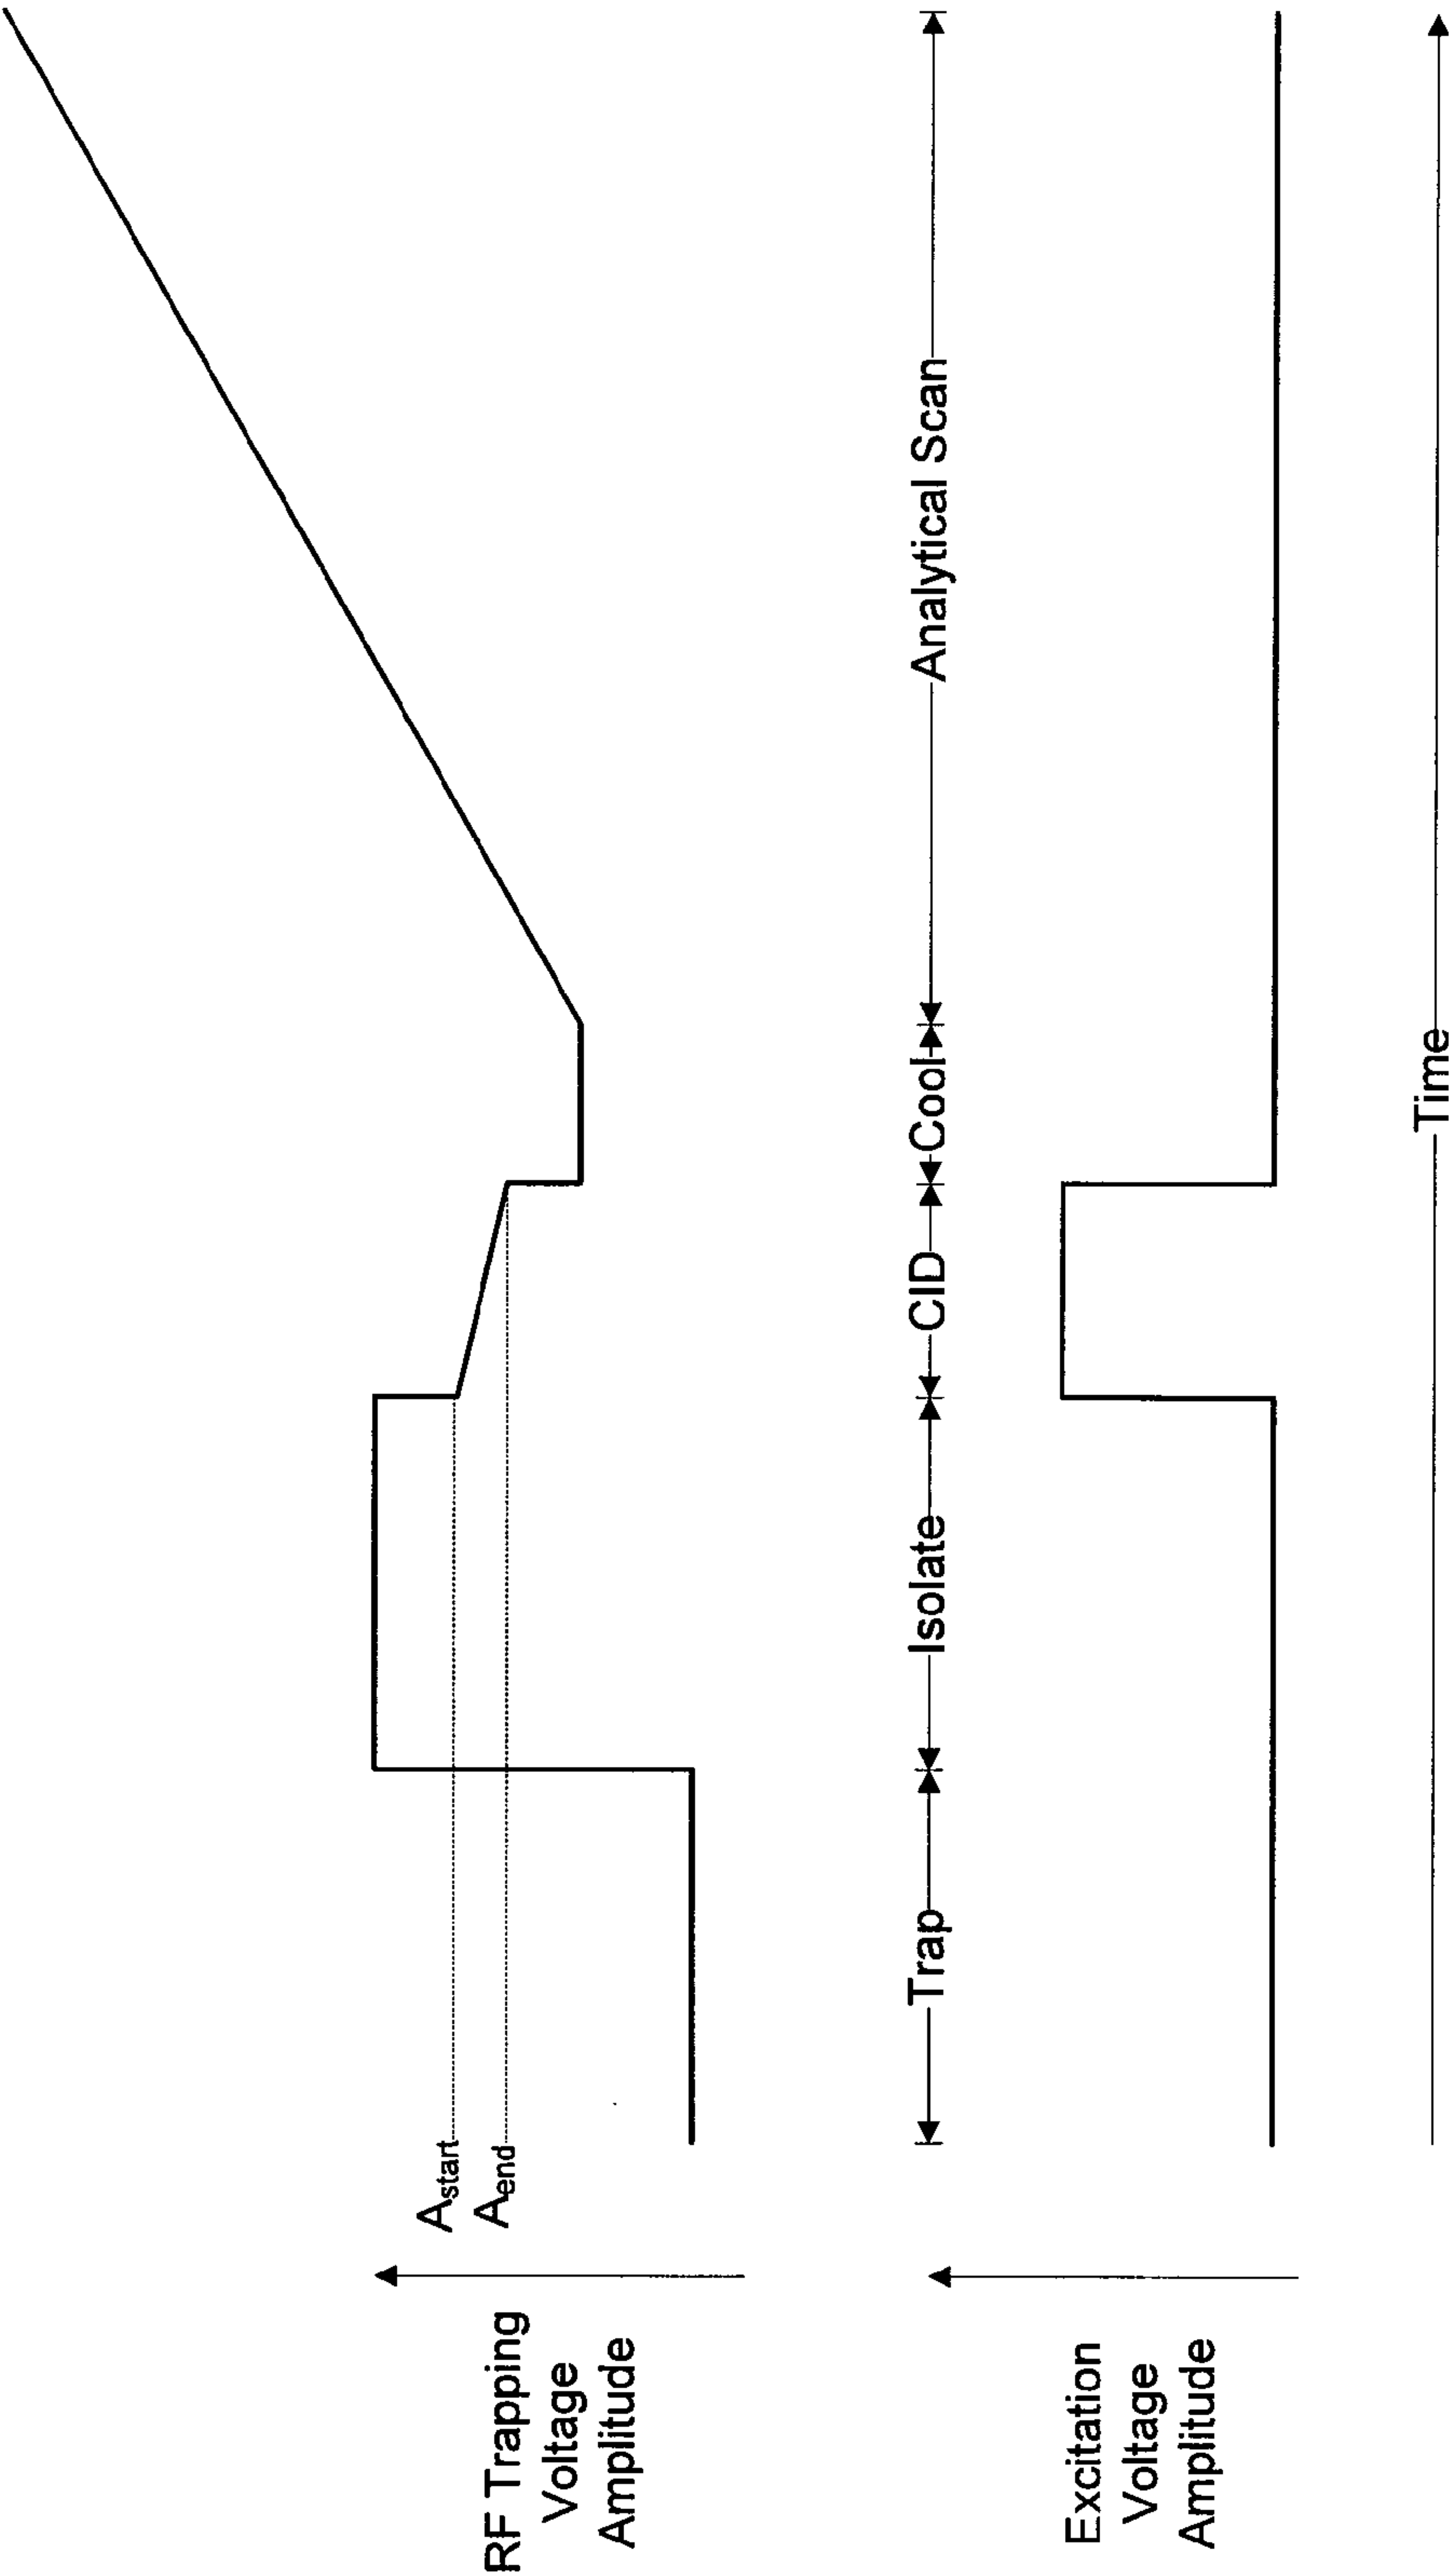 RF Trapping
Voltage
Amplitude
Astart
Aend
Trap
Isolate
CID
Cool
Analytical Scan
Excitation
Voltage
Amplitude
Time